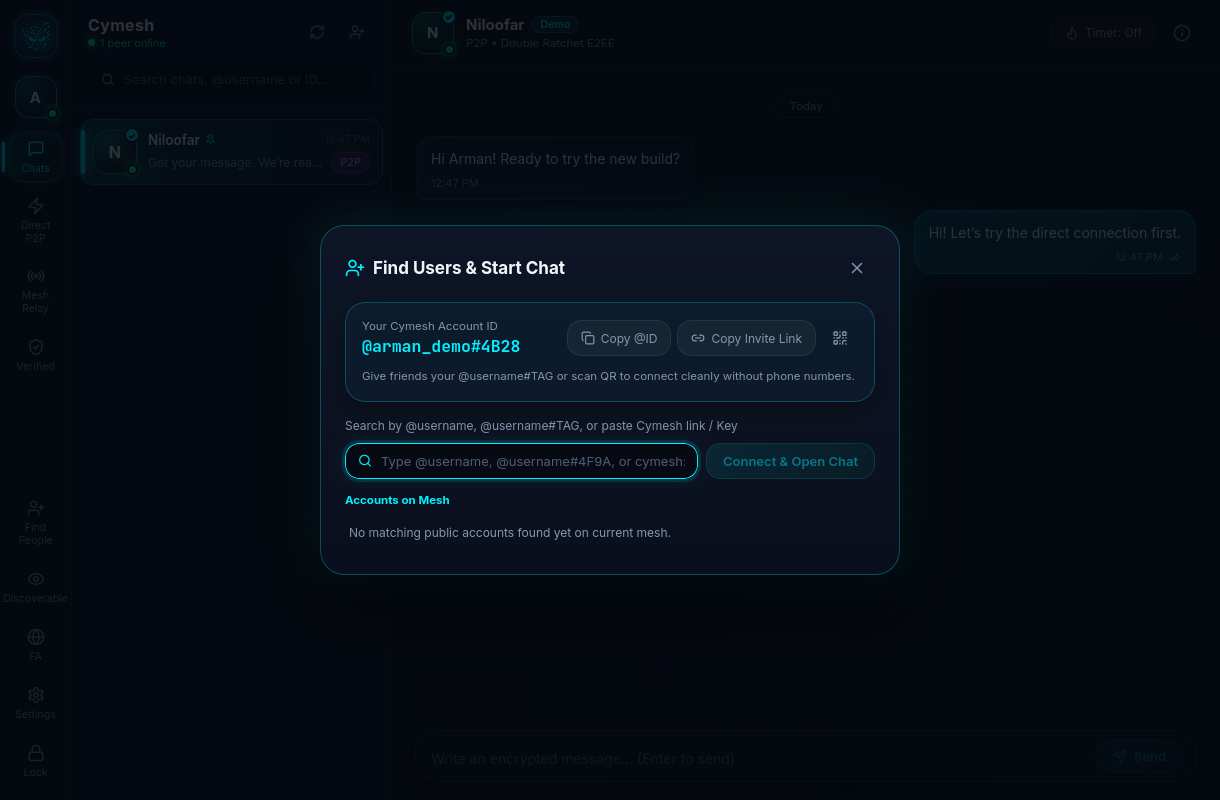 Cymesh
1 peer online
Search chats, @username or ID...
A
Chats
Direct
P2P
Mesh
Relay
Verified
Find
People
Discoverable
FA
Settings
Lock
N
Niloofar
12:47 PM
Got your message. We're rea...
P2P
N
Niloofar
Demo
P2P • Double Ratchet E2EE
Timer: Off
Today
Hi Arman! Ready to try the new build?
12:47 PM
Hi! Let's try the direct connection first.
12:47 PM
Find Users & Start Chat
Your Cymesh Account ID
@arman_demo#4B28
Copy @ID
Copy Invite Link
Give friends your @username#TAG or scan QR to connect cleanly without phone numbers.
Search by @username, @username#TAG, or paste Cymesh link / Key
Type @username, @username#4F9A, or cymesh:
Connect & Open Chat
Accounts on Mesh
No matching public accounts found yet on current mesh.
Write an encrypted message... (Enter to send)
Send